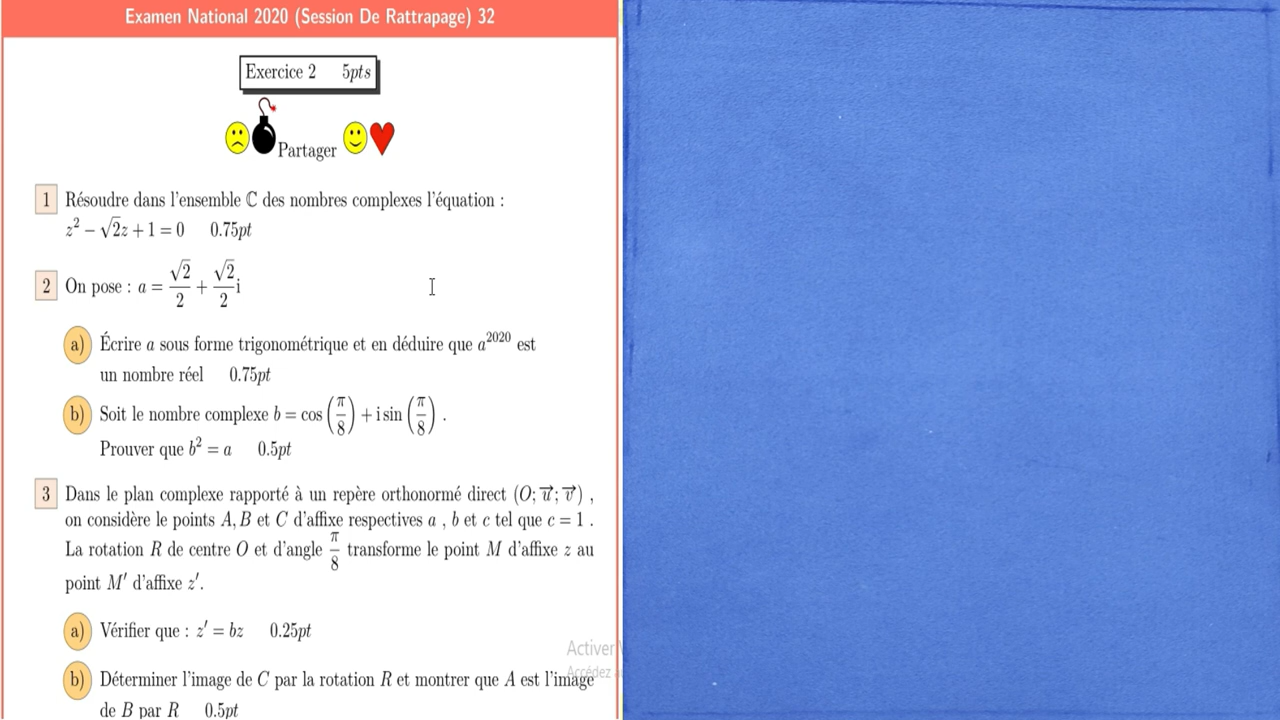 Examen National 2020 (Session De Rattrapage) 32
Exercice 2 5pts
Partager
1 Résoudre dans l'ensemble ℂ des nombres complexes l'équation :
z² − √2z + 1 = 0 0.75pt
2 On pose : a = √2/2 + √2/2 i
a) Écrire a sous forme trigonométrique et en déduire que a²⁰²⁰ est
un nombre réel 0.75pt
b) Soit le nombre complexe b = cos(π/8) + i sin(π/8) .
Prouver que b² = a 0.5pt
3 Dans le plan complexe rapporté à un repère orthonormé direct (O; u⃗; v⃗) ,
on considère le points A, B et C d'affixe respectives a , b et c tel que c = 1 .
La rotation R de centre O et d'angle π/8 transforme le point M d'affixe z au
point M′ d'affixe z′.
a) Vérifier que : z′ = bz 0.25pt
Activer
b) Déterminer l'image de C par la rotation R et montrer que A est l'image
Accédez
de B par R 0.5pt